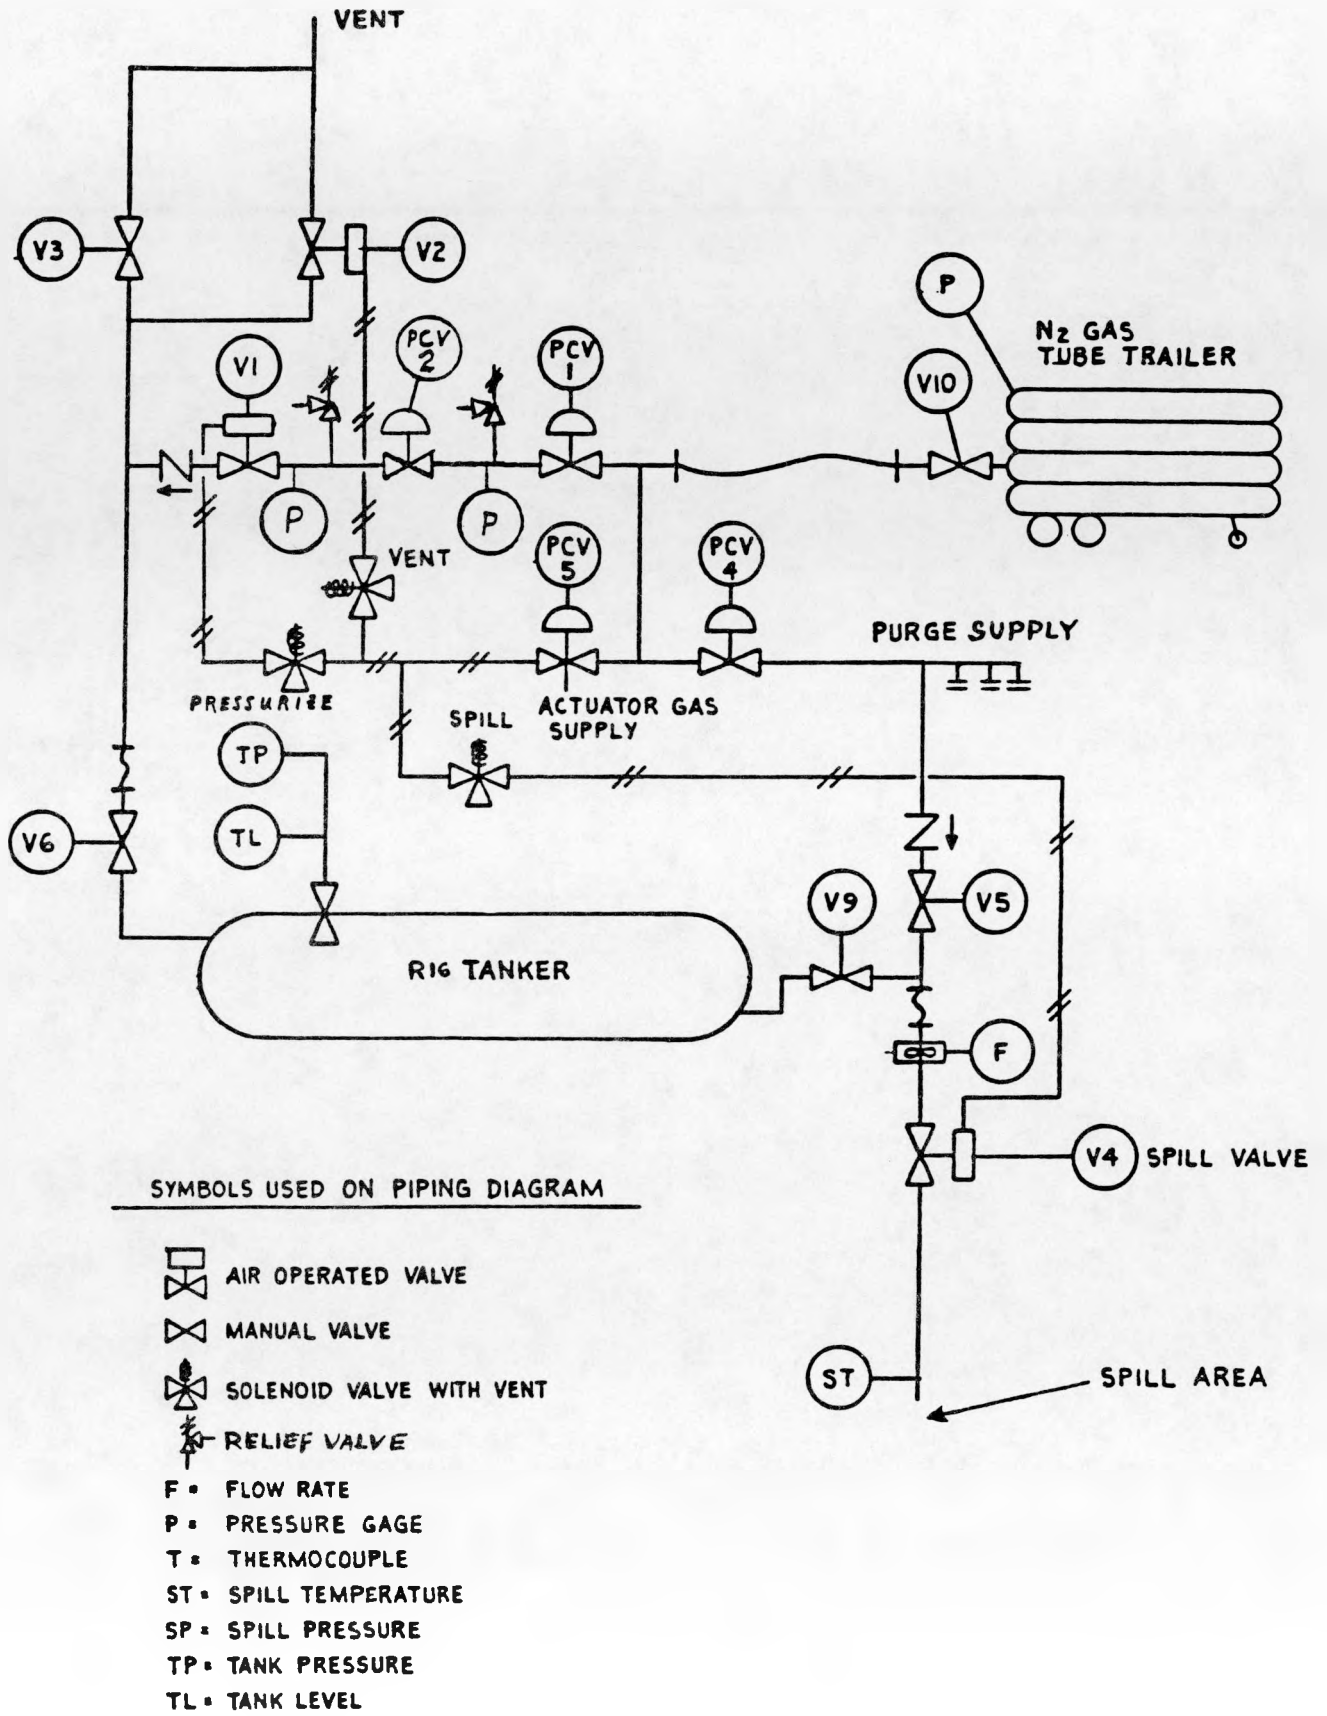 VENT
V3
V2
P
N2 GAS
TUBE TRAILER
PCV
2
PCV
1
V1
V10
P
P
VENT
PCV
5
PCV
4
PURGE SUPPLY
PRESSURIZE
SPILL
ACTUATOR GAS
SUPPLY
TP
TL
V6
V9
V5
R16 TANKER
F
V4 SPILL VALVE
SYMBOLS USED ON PIPING DIAGRAM
AIR OPERATED VALVE
MANUAL VALVE
ST
SPILL AREA
SOLENOID VALVE WITH VENT
RELIEF VALVE
F = FLOW RATE
P = PRESSURE GAGE
T = THERMOCOUPLE
ST = SPILL TEMPERATURE
SP = SPILL PRESSURE
TP = TANK PRESSURE
TL = TANK LEVEL